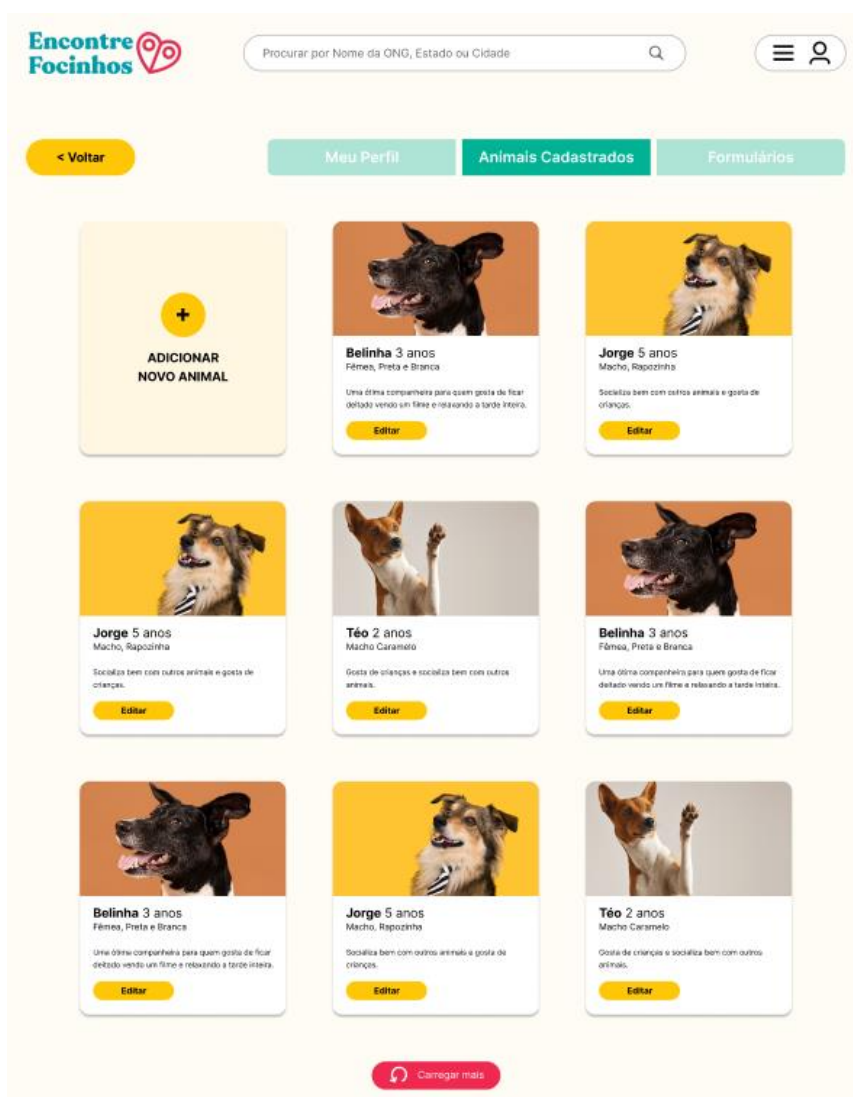 Encontre
Focinhos
Procurar por Nome da ONG, Estado ou Cidade
< Voltar
Meu Perfil
Animais Cadastrados
Formulários
+
ADICIONAR
NOVO ANIMAL
Belinha 3 anos
Fêmea, Preta e Branca
Uma ótima companheira para quem gosta de ficar
deitado vendo um filme e relaxando a tarde inteira.
Editar
Jorge 5 anos
Macho, Rapozinha
Socializa bem com outros animais e gosta de
crianças.
Editar
Jorge 5 anos
Macho, Rapozinha
Socializa bem com outros animais e gosta de
crianças.
Editar
Téo 2 anos
Macho Caramelo
Gosta de crianças e socializa bem com outros
animais.
Editar
Belinha 3 anos
Fêmea, Preta e Branca
Uma ótima companheira para quem gosta de ficar
deitado vendo um filme e relaxando a tarde inteira.
Editar
Belinha 3 anos
Fêmea, Preta e Branca
Uma ótima companheira para quem gosta de ficar
deitado vendo um filme e relaxando a tarde inteira.
Editar
Jorge 5 anos
Macho, Rapozinha
Socializa bem com outros animais e gosta de
crianças.
Editar
Téo 2 anos
Macho Caramelo
Gosta de crianças e socializa bem com outros
animais.
Editar
Carregar mais